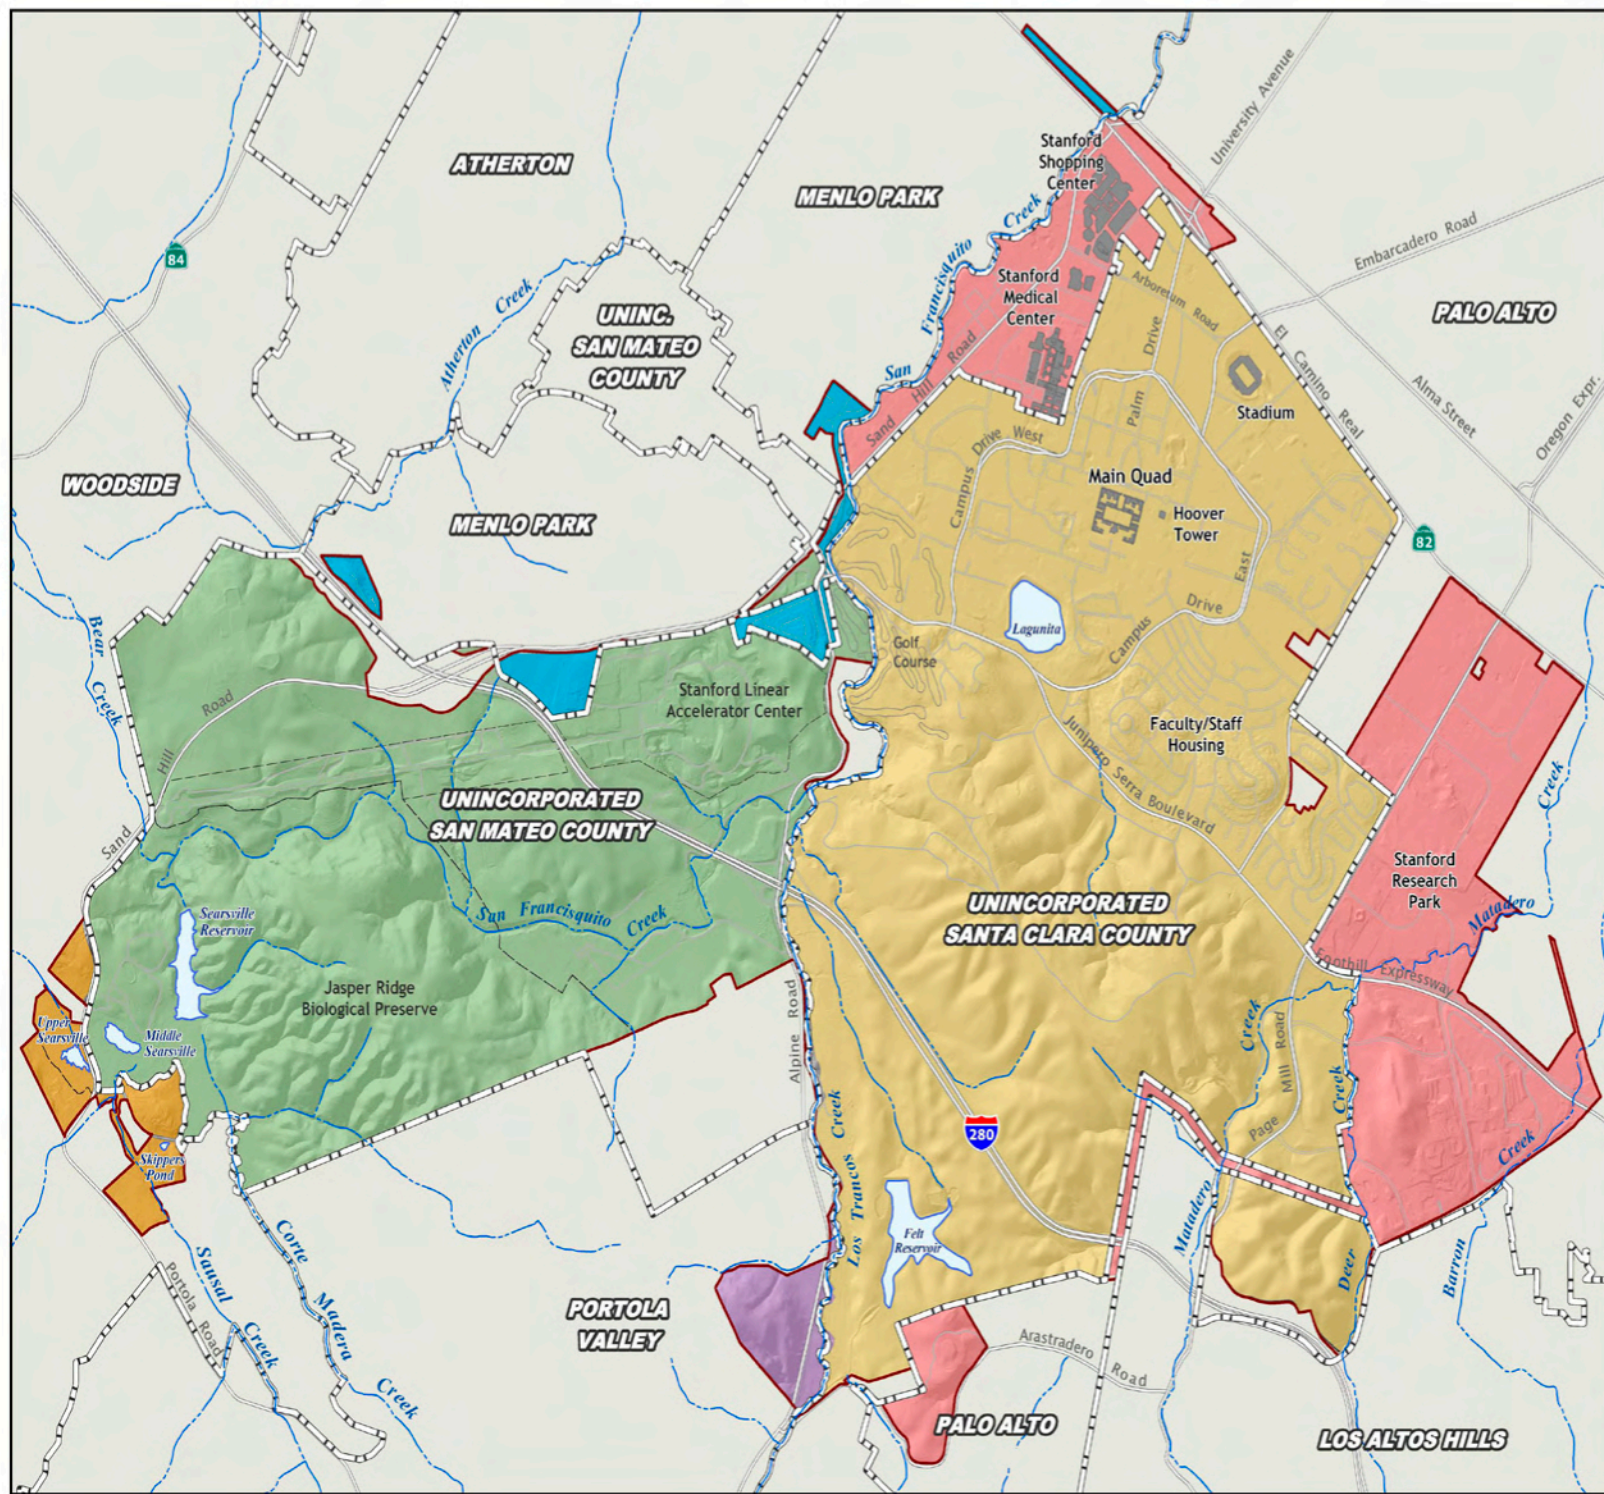 Stanford
Shopping
Center
University Avenue
ATHERTON
MENLO PARK
San Francisquito Creek
Embarcadero Road
84
Stanford
Medical
Center
Arboretum Road
PALO ALTO
Atherton Creek
UNINC.
SAN MATEO
COUNTY
Sand Hill Road
Palm Drive
El Camino Real
Stadium
Alma Street
Oregon Expr.
Campus Drive West
WOODSIDE
MENLO PARK
Main Quad
Hoover
Tower
82
Campus Drive East
Lagunita
Bear Creek
Golf
Course
Stanford Linear
Accelerator Center
Sand Hill Road
Faculty/Staff
Housing
Junipero Serra Boulevard
UNINCORPORATED
SAN MATEO COUNTY
Stanford
Research
Park
Matadero Creek
San Francisquito Creek
UNINCORPORATED
SANTA CLARA COUNTY
Searsville
Reservoir
Foothill Expressway
Jasper Ridge
Biological Preserve
Alpine Road
Upper
Searsville
Middle
Searsville
Page Mill Road
Matadero Creek
Deer Creek
Los Trancos Creek
280
Barron Creek
Skippers
Pond
Felt
Reservoir
Corte Madera Creek
Sausal Creek
Portola Road
PORTOLA
VALLEY
Arastradero Road
PALO ALTO
LOS ALTOS HILLS